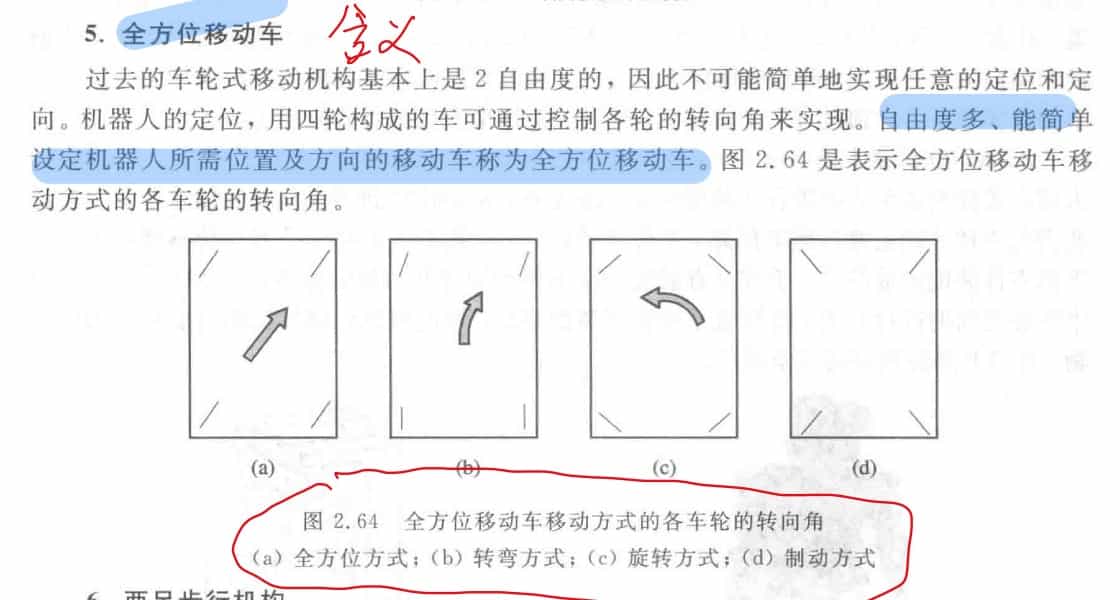 5. 全方位移动车 含义
过去的车轮式移动机构基本上是 2 自由度的，因此不可能简单地实现任意的定位和定
向。机器人的定位，用四轮构成的车可通过控制各轮的转向角来实现。自由度多、能简单
设定机器人所需位置及方向的移动车称为全方位移动车。图 2.64 是表示全方位移动车移
动方式的各车轮的转向角。
(a) (b) (c) (d)
图 2.64 全方位移动车移动方式的各车轮的转向角
(a) 全方位方式；(b) 转弯方式；(c) 旋转方式；(d) 制动方式
6. 两足步行机构